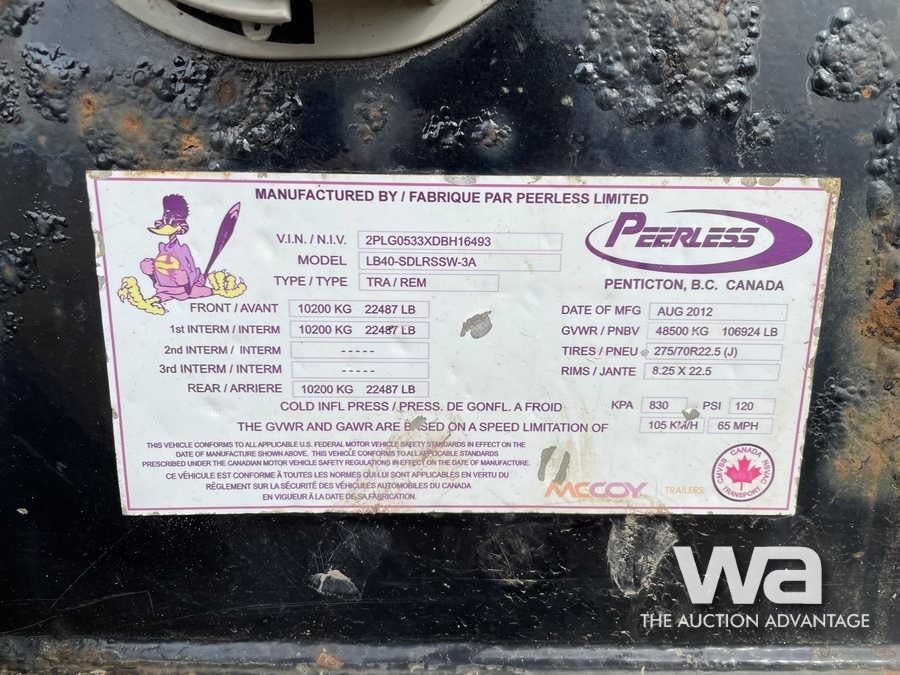 MANUFACTURED BY / FABRIQUE PAR PEERLESS LIMITED
V.I.N. / N.I.V. 2PLG0533XDBH16493
MODEL LB40-SDLRSSW-3A
TYPE / TYPE TRA / REM
PEERLESS
PENTICTON, B.C. CANADA
FRONT / AVANT 10200 KG 22487 LB
1st INTERM / INTERM 10200 KG 22487 LB
2nd INTERM / INTERM -----
3rd INTERM / INTERM -----
REAR / ARRIERE 10200 KG 22487 LB
DATE OF MFG AUG 2012
GVWR / PNBV 48500 KG 106924 LB
TIRES / PNEU 275/70R22.5 (J)
RIMS / JANTE 8.25 X 22.5
COLD INFL PRESS / PRESS. DE GONFL. A FROID KPA 830 PSI 120
THE GVWR AND GAWR ARE BASED ON A SPEED LIMITATION OF 105 KM/H 65 MPH
THIS VEHICLE CONFORMS TO ALL APPLICABLE U.S. FEDERAL MOTOR VEHICLE SAFETY STANDARDS IN EFFECT ON THE
DATE OF MANUFACTURE SHOWN ABOVE. THIS VEHICLE CONFORMS TO ALL APPLICABLE STANDARDS
PRESCRIBED UNDER THE CANADIAN MOTOR VEHICLE SAFETY REGULATIONS IN EFFECT ON THE DATE OF MANUFACTURE.
CE VÉHICULE EST CONFORME À TOUTES LES NORMES QUI LUI SONT APPLICABLES EN VERTU DU
RÈGLEMENT SUR LA SÉCURITÉ DES VÉHICULES AUTOMOBILES DU CANADA
EN VIGUEUR À LA DATE DE SA FABRICATION.
MCCOY TRAILERS
CANADA
TRANSPORT
wa
THE AUCTION ADVANTAGE